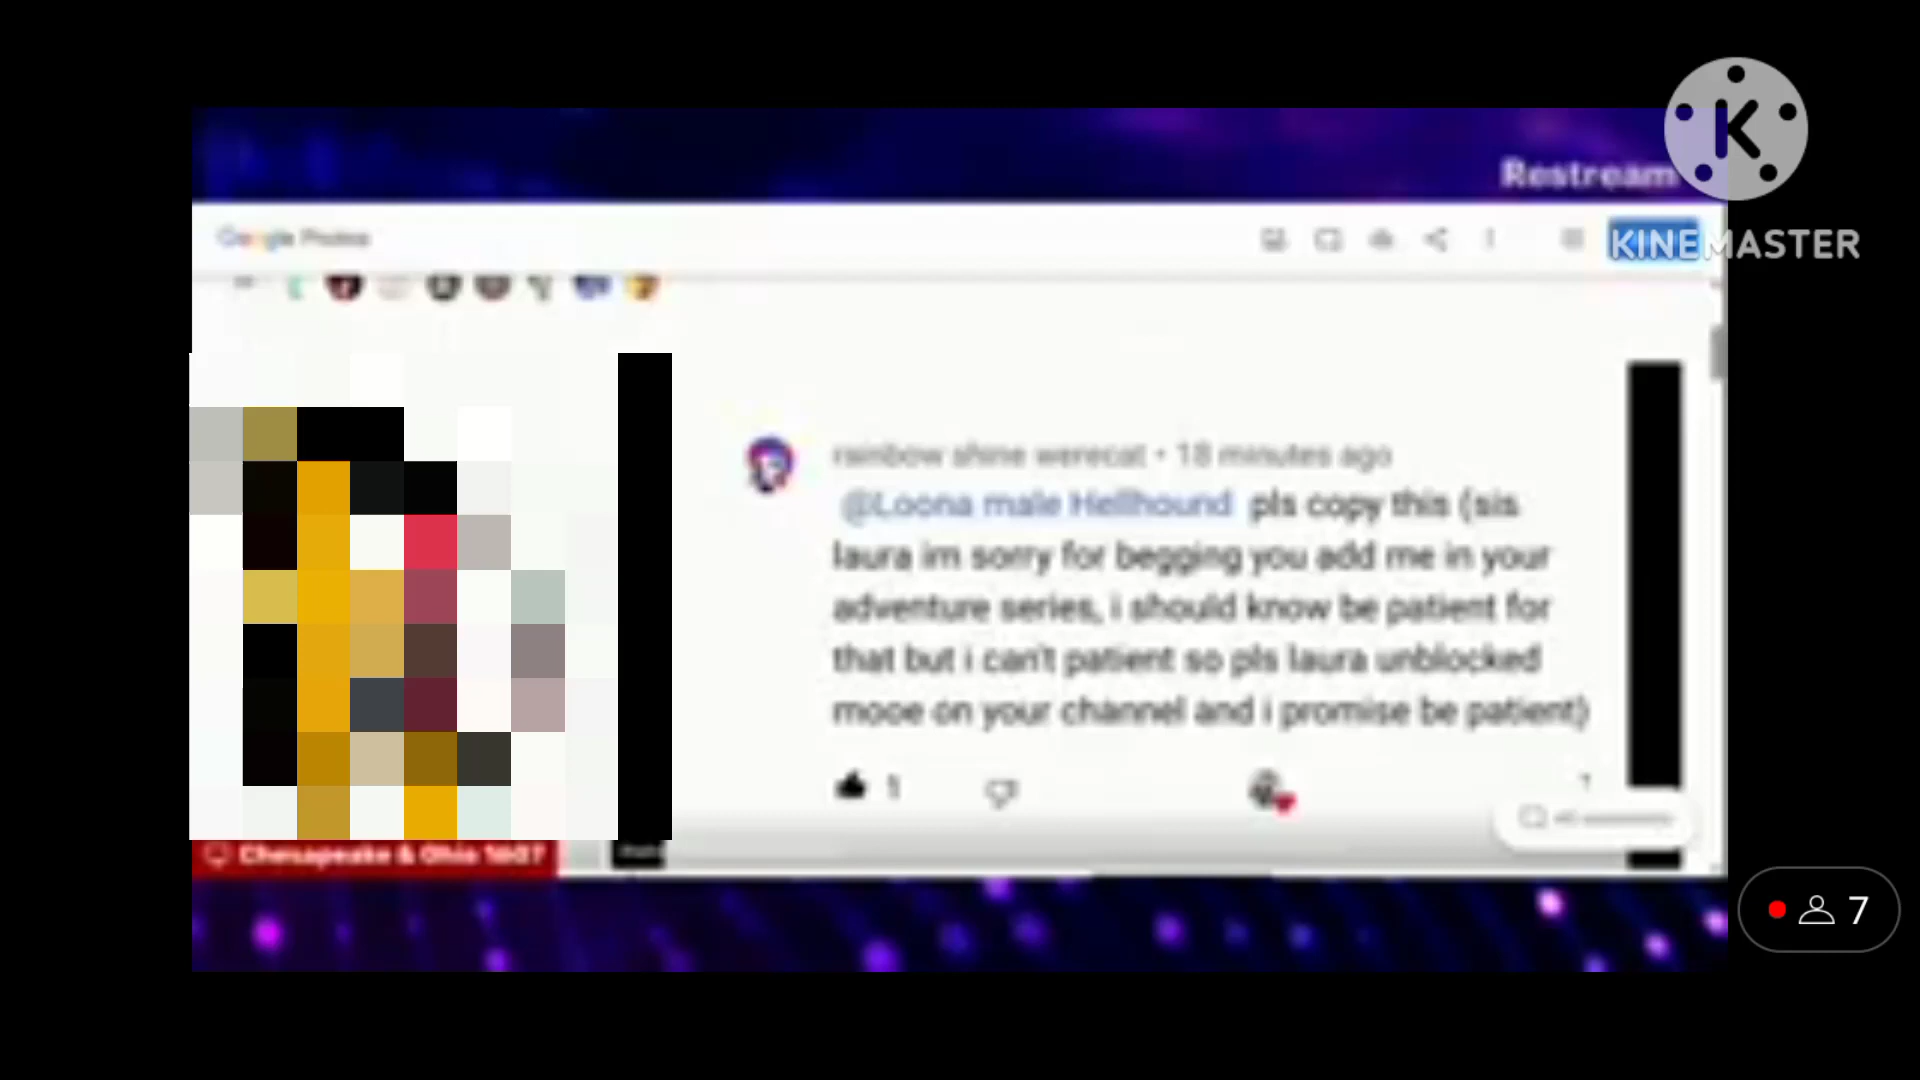 Restream
KINEMASTER
Google Photos
rainbow shine werecat • 18 minutes ago
@Loona male Hellhound pls copy this (sis
laura im sorry for begging you add me in your
adventure series, i should know be patient for
that but i can't patient so pls laura unblocked
mooe on your channel and i promise be patient)
1
Chesapeake & Ohio 1607
7